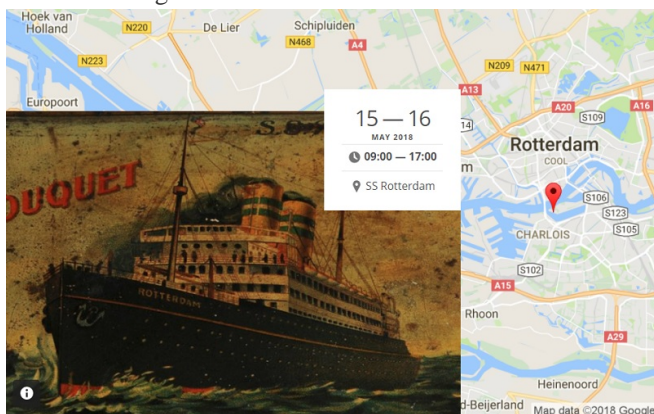 Hoek van
Holland
N220
De Lier
Schipluiden
N468
A4
N223
N209
N471
Europoort
A13
A20
A16
S109
14
15 — 16
MAY 2018
09:00 — 17:00
SS Rotterdam
Rotterdam
COOL
m
S106
S123
S105
CHARLOIS
S102
A15
Rhoon
A29
Heinenoord
d-Beijerland
Map data ©2018 Google
OUQUET
ROTTERDAM